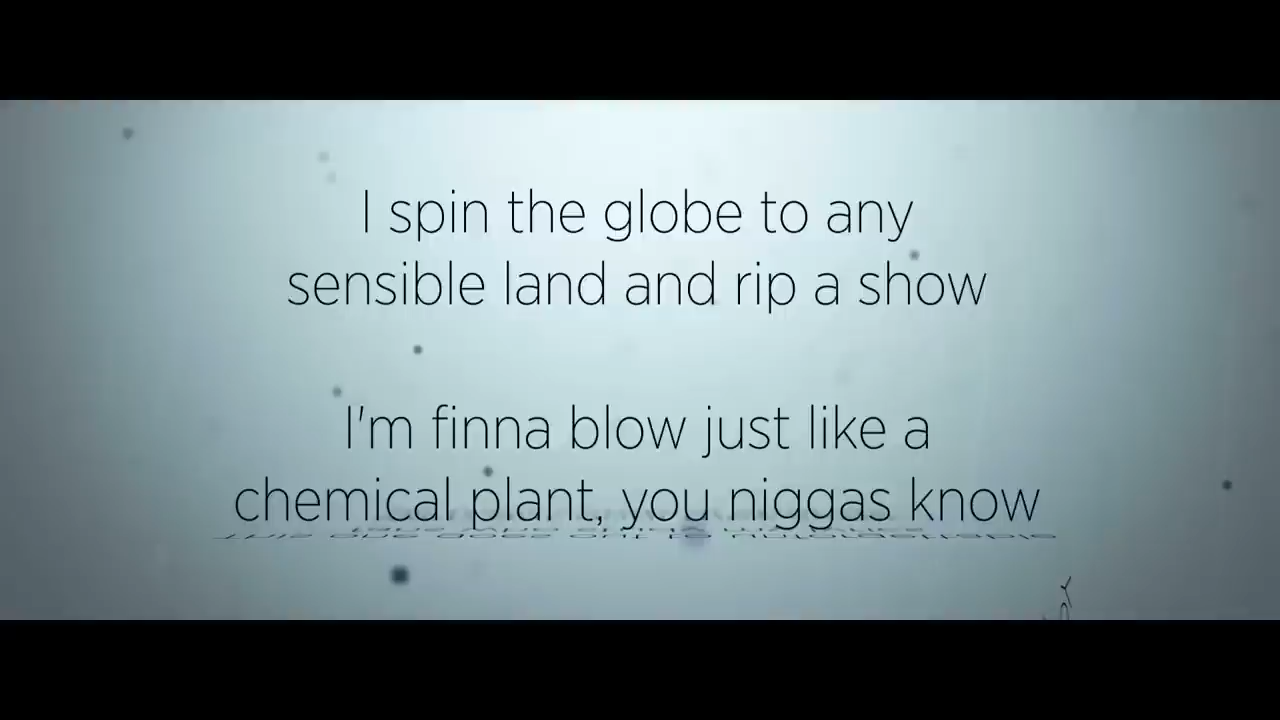 I spin the globe to any
sensible land and rip a show
I'm finna blow just like a
chemical plant, you niggas know